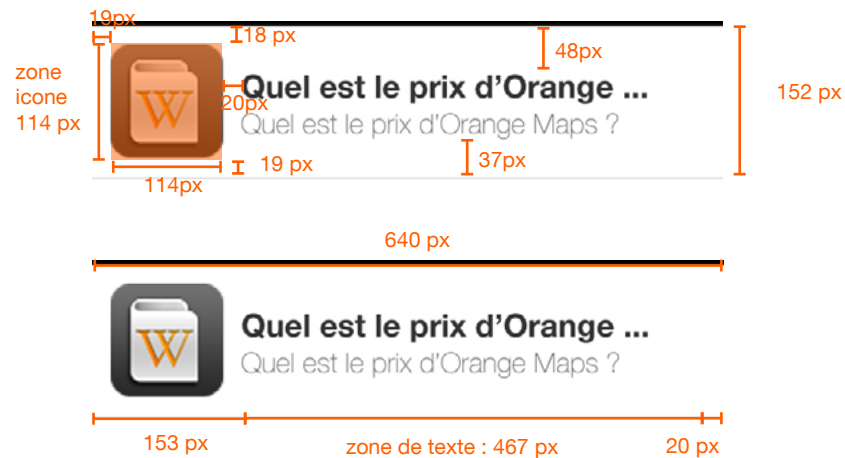 19px
18 px
48px
zone
icone
114 px
W
20px
Quel est le prix d’Orange ...
Quel est le prix d’Orange Maps ?
152 px
19 px
37px
114px
640 px
W
Quel est le prix d’Orange ...
Quel est le prix d’Orange Maps ?
153 px
zone de texte : 467 px
20 px